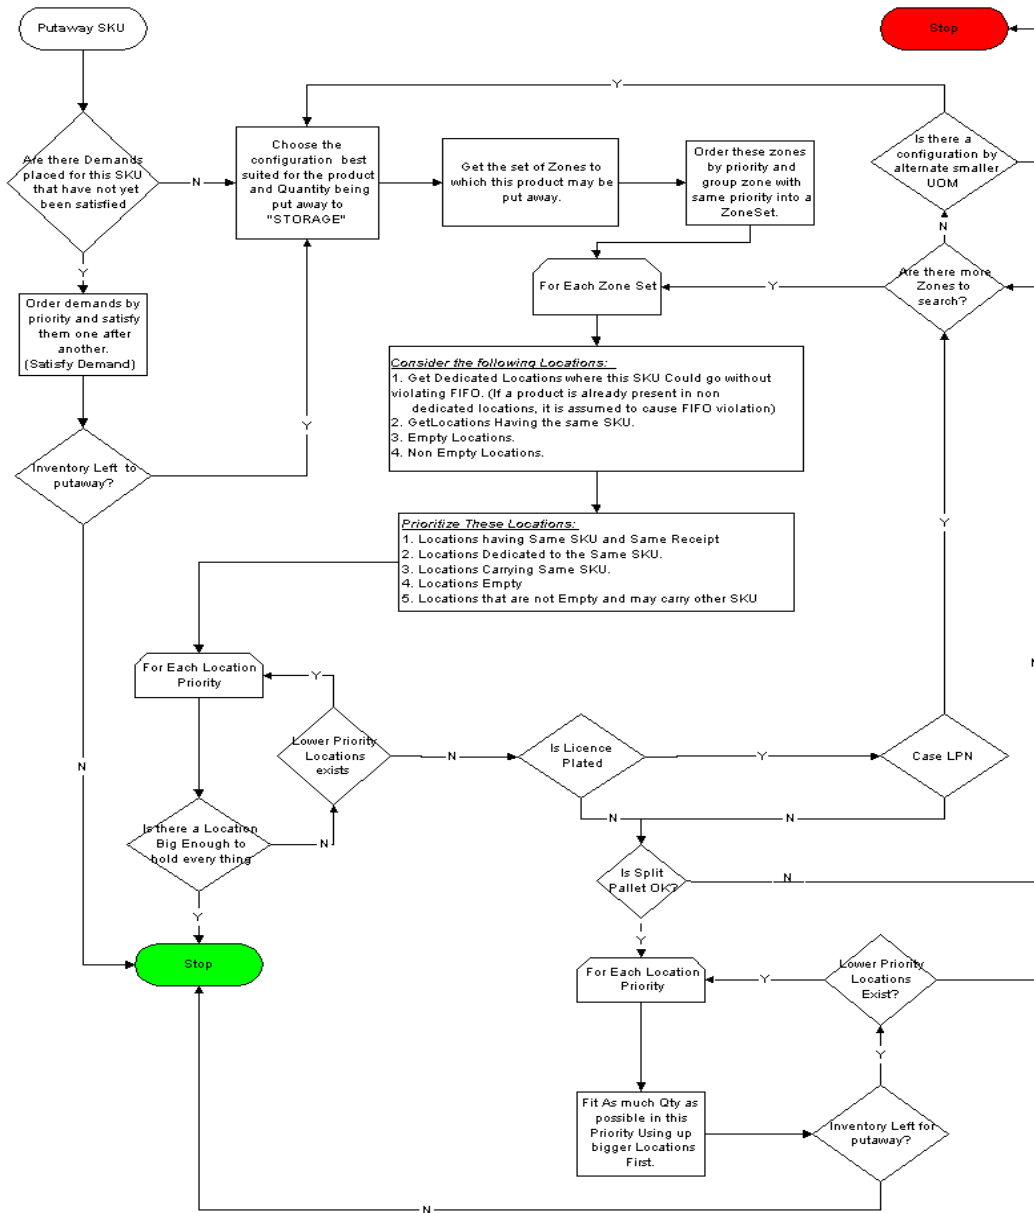 Putaway SKU
Stop
Y
Are there Demands
placed for this SKU
that have not yet
been satisfied
N
Choose the
configuration best
suited for the product
and Quantity being
put away to
"STORAGE"
Get the set of Zones to
which this product may be
put away.
Order these zones
by priority and
group zone with
same priority into a
ZoneSet.
Is there a
configuration by
alternate smaller
UOM
N
Y
Order demands by
priority and satisfy
them one after
another.
(Satisfy Demand)
For Each Zone Set
Y
Are there more
Zones to
search?
Consider the following Locations:
1. Get Dedicated Locations where this SKU Could go without
violating FIFO. (If a product is already present in non
dedicated locations, it is assumed to cause FIFO violation)
2. GetLocations Having the same SKU.
3. Empty Locations.
4. Non Empty Locations.
Y
Inventory Left to
putaway?
Prioritize These Locations:
1. Locations having Same SKU and Same Receipt
2. Locations Dedicated to the Same SKU.
3. Locations Carrying Same SKU.
4. Locations Empty
5. Locations that are not Empty and may carry other SKU
Y
N
For Each Location
Priority
Y
Lower Priority
Locations
exists
N
Is Licence
Plated
Y
Case LPN
N
N
N
Is there a Location
Big Enough to
hold every thing
N
Y
Is Split
Pallet OK?
N
Y
Stop
For Each Location
Priority
Y
Lower Priority
Locations
Exist?
Y
Fit As much Qty as
possible in this
Priority Using up
bigger Locations
First.
Inventory Left for
putaway?
N